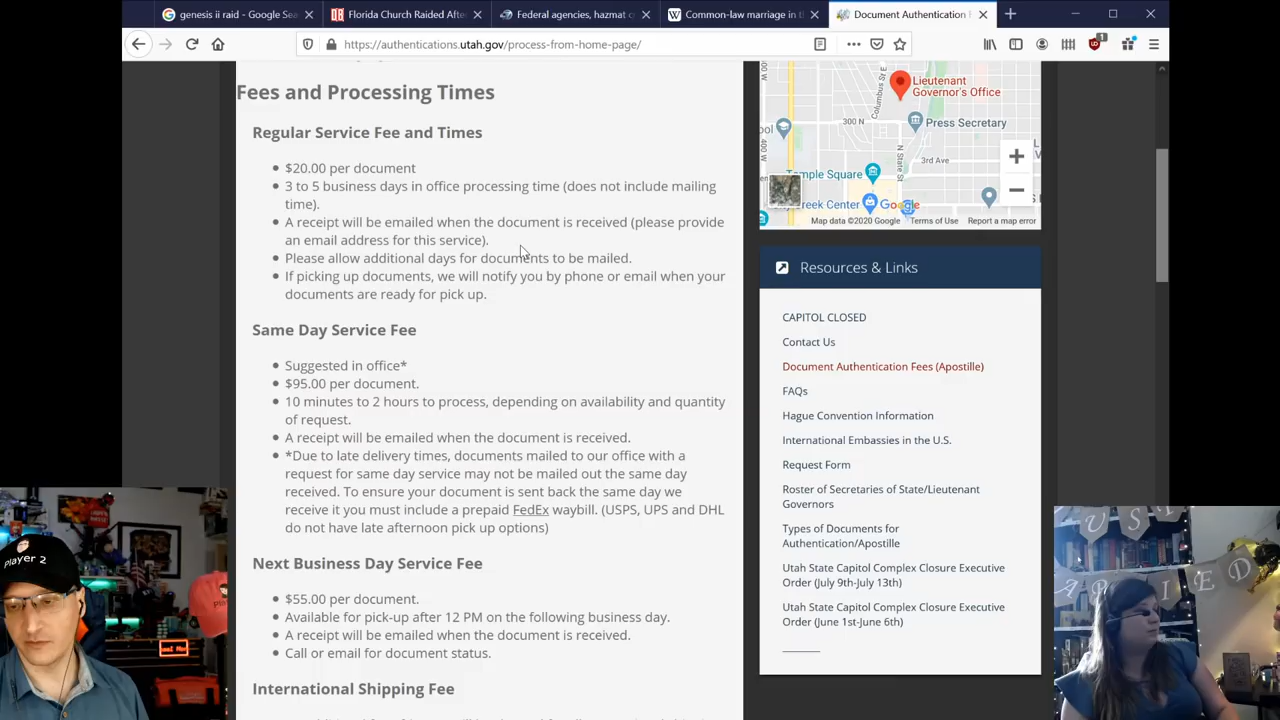 genesis ii raid - Google Se
Florida Church Raided Afte
Federal agencies, hazmat c
Common-law marriage in t
Document Authentication F
https://authentications.utah.gov/process-from-home-page/
Fees and Processing Times
Regular Service Fee and Times
$20.00 per document
3 to 5 business days in office processing time (does not include mailing
time).
A receipt will be emailed when the document is received (please provide
an email address for this service).
Please allow additional days for documents to be mailed.
If picking up documents, we will notify you by phone or email when your
documents are ready for pick up.
Same Day Service Fee
Suggested in office*
$95.00 per document.
10 minutes to 2 hours to process, depending on availability and quantity
of request.
A receipt will be emailed when the document is received.
*Due to late delivery times, documents mailed to our office with a
request for same day service may not be mailed out the same day
received. To ensure your document is sent back the same day we
receive it you must include a prepaid FedEx waybill. (USPS, UPS and DHL
do not have late afternoon pick up options)
Next Business Day Service Fee
$55.00 per document.
Available for pick-up after 12 PM on the following business day.
A receipt will be emailed when the document is received.
Call or email for document status.
International Shipping Fee
400 W
Columbus St E
Lieutenant
Governor's Office
300 N
Press Secretary
ool
400 W
N State St
3rd Ave
Temple Square
Creek Center
Google
Map data ©2020 Google
Terms of Use
Report a map error
Resources & Links
CAPITOL CLOSED
Contact Us
Document Authentication Fees (Apostille)
FAQs
Hague Convention Information
International Embassies in the U.S.
Request Form
Roster of Secretaries of State/Lieutenant
Governors
Types of Documents for
Authentication/Apostille
Utah State Capitol Complex Closure Executive
Order (July 9th-July 13th)
Utah State Capitol Complex Closure Executive
Order (June 1st-June 6th)
Player 2